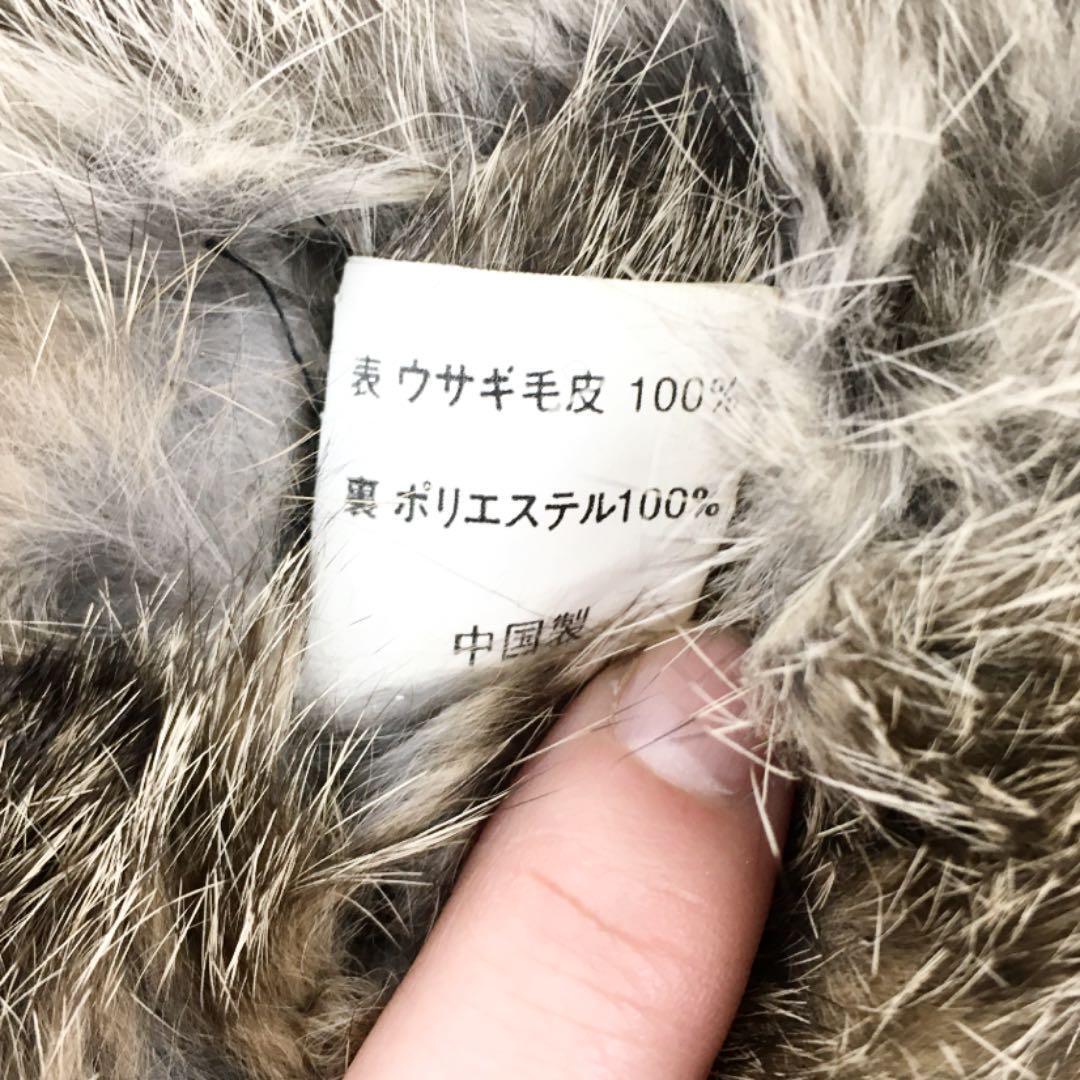 表 ウサギ毛皮 100%
裏 ポリエステル100%
中国製